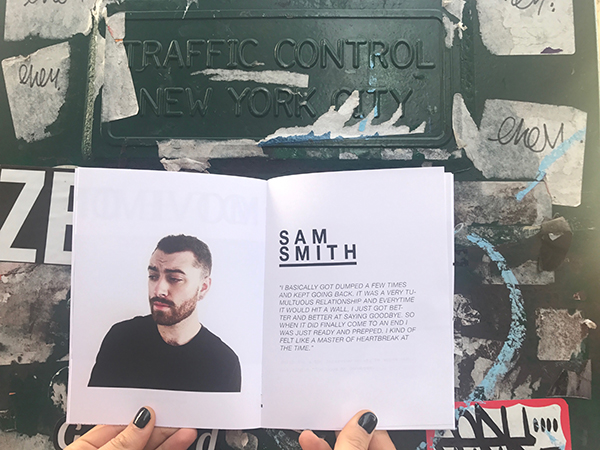 TRAFFIC CONTROL
NEW YORK CITY
ZE
SAM
SMITH
"I BASICALLY GOT DUMPED A FEW TIMES
AND KEPT GOING BACK. IT WAS A VERY TU-
MULTUOUS RELATIONSHIP AND EVERYTIME
IT WOULD HIT A WALL, I JUST GOT BET-
TER AND BETTER AT SAYING GOODBYE. SO
WHEN IT DID FINALLY COME TO AN END I
WAS JUST READY AND PREPPED. I KIND OF
FELT LIKE A MASTER OF HEARTBREAK AT
THE TIME."